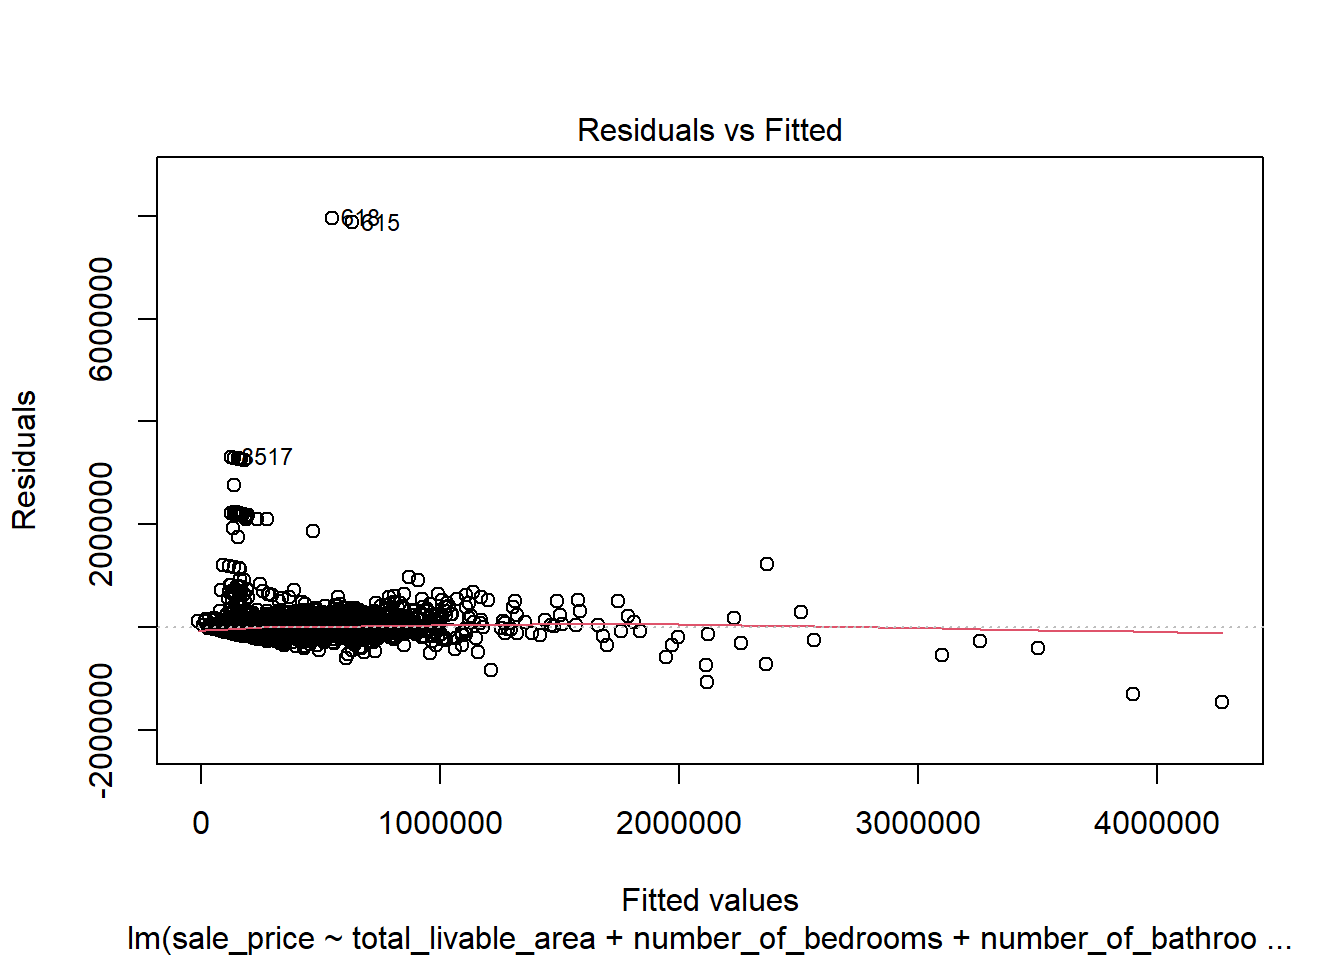 Residuals vs Fitted
618
615
3517
Residuals
-2000000 2000000 6000000
0 1000000 2000000 3000000 4000000
Fitted values
lm(sale_price ~ total_livable_area + number_of_bedrooms + number_of_bathroo ...